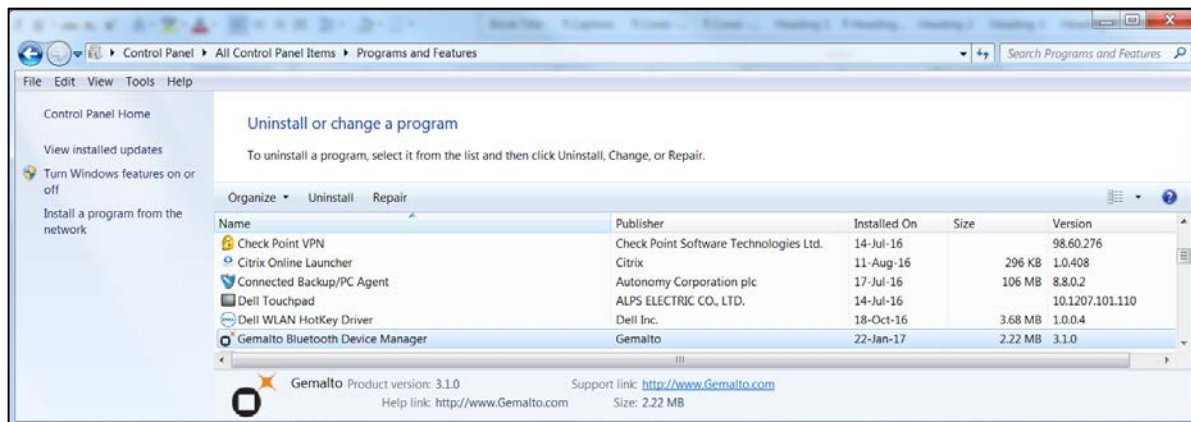 Control Panel ▸ All Control Panel Items ▸ Programs and Features
Search Programs and Features
File Edit View Tools Help
Control Panel Home
View installed updates
Turn Windows features on or
off
Install a program from the
network
Uninstall or change a program
To uninstall a program, select it from the list and then click Uninstall, Change, or Repair.
Organize Uninstall Repair
Name Publisher Installed On Size Version
Check Point VPN Check Point Software Technologies Ltd. 14-Jul-16 98.60.276
Citrix Online Launcher Citrix 11-Aug-16 296 KB 1.0.408
Connected Backup/PC Agent Autonomy Corporation plc 17-Jul-16 106 MB 8.8.0.2
Dell Touchpad ALPS ELECTRIC CO., LTD. 14-Jul-16 10.1207.101.110
Dell WLAN HotKey Driver Dell Inc. 18-Oct-16 3.68 MB 1.0.0.4
Gemalto Bluetooth Device Manager Gemalto 22-Jan-17 2.22 MB 3.1.0
Gemalto Product version: 3.1.0 Support link: http://www.Gemalto.com
Help link: http://www.Gemalto.com Size: 2.22 MB